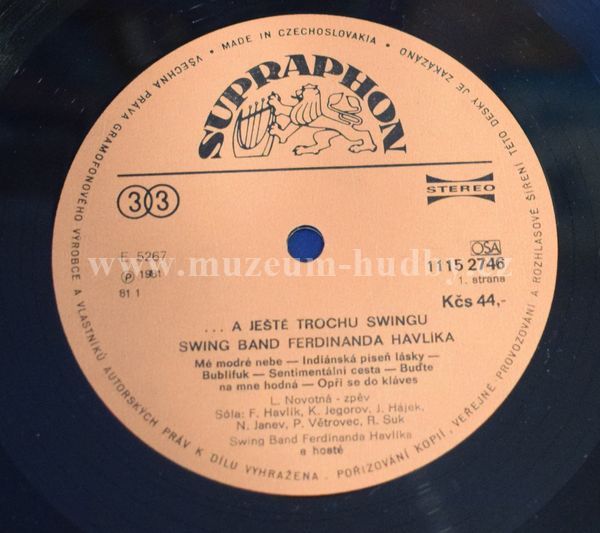 VŠECHNA PRÁVA GRAMOFONOVÉHO VÝROBCE A VLASTNÍKŮ AUTORSKÝCH PRÁV K DÍLU VYHRAŽENA. POŘIZOVÁNÍ KOPIÍ, VEŘEJNÉ PROVOZOVÁNÍ A ROZHLASOVÉ ŠÍŘENÍ TÉTO DESKY JE ZAKÁZÁNO
• MADE IN CZECHOSLOVAKIA •
SUPRAPHON
33
STEREO
E 5267
℗ 1981
81 1
OSA
1115 2746
1. strana
Kčs 44,-
www.muzeum-hudby.cz
... A JEŠTĚ TROCHU SWINGU
SWING BAND FERDINANDA HAVLÍKA
Mé modré nebe — Indiánská píseň lásky —
Bublifuk — Sentimentální cesta — Buďte
na mne hodná — Opři se do kláves
L. Novotná - zpěv
Sóla: F. Havlík, K. Jegorov, J. Hájek,
N. Janev, P. Větrovec, R. Suk
Swing Band Ferdinanda Havlíka
a hosté